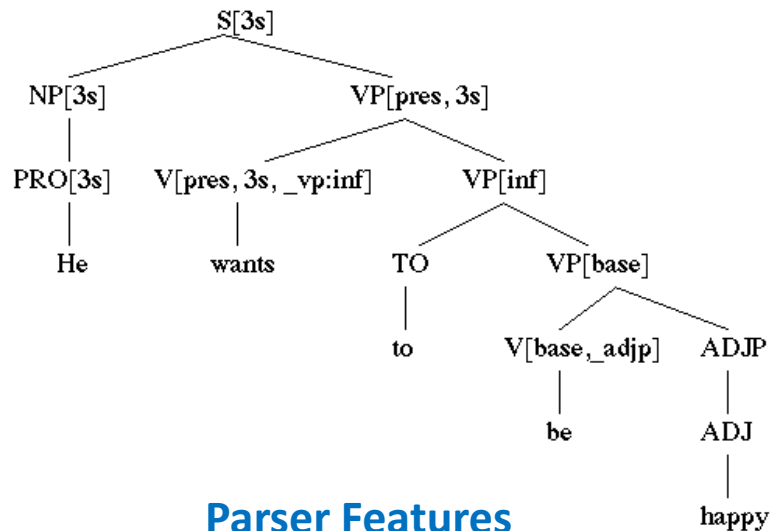 S[3s]
NP[3s] VP[pres, 3s]
PRO[3s] V[pres, 3s, _vp:inf] VP[inf]
He wants TO VP[base]
to V[base,_adjp] ADJP
be ADJ
Parser Features happy